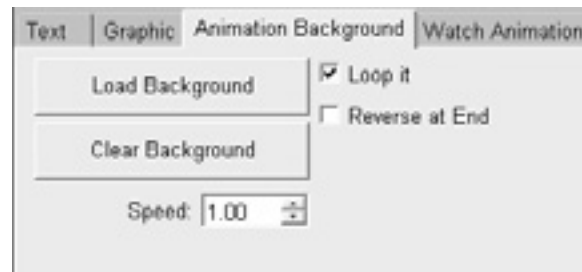 Text Graphic Animation Background Watch Animation
Load Background
Loop it
Reverse at End
Clear Background
Speed: 1.00